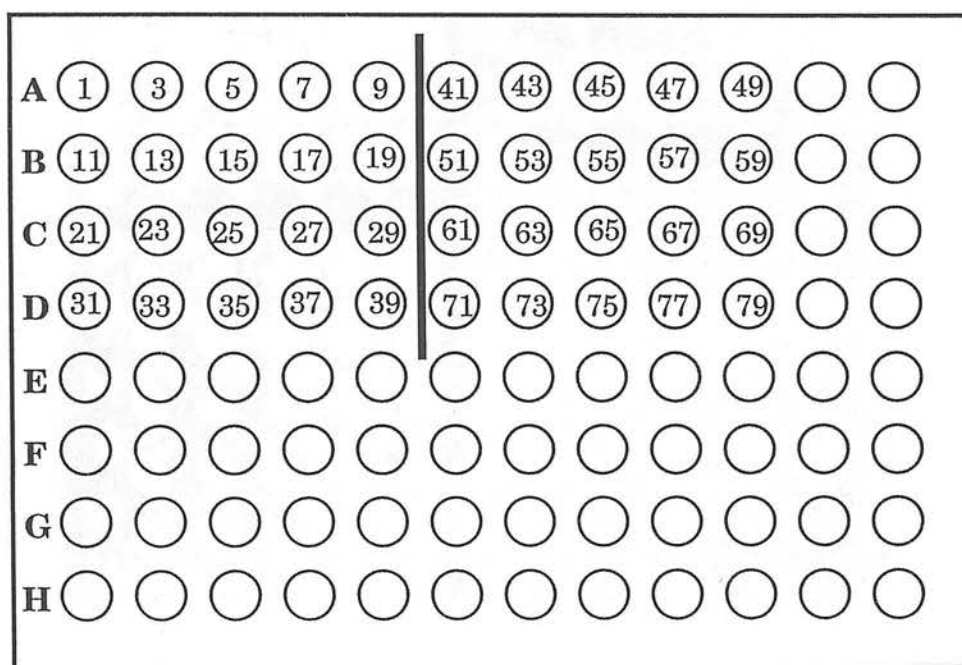 A 1 3 5 7 9 41 43 45 47 49
B 11 13 15 17 19 51 53 55 57 59
C 21 23 25 27 29 61 63 65 67 69
D 31 33 35 37 39 71 73 75 77 79
E
F
G
H